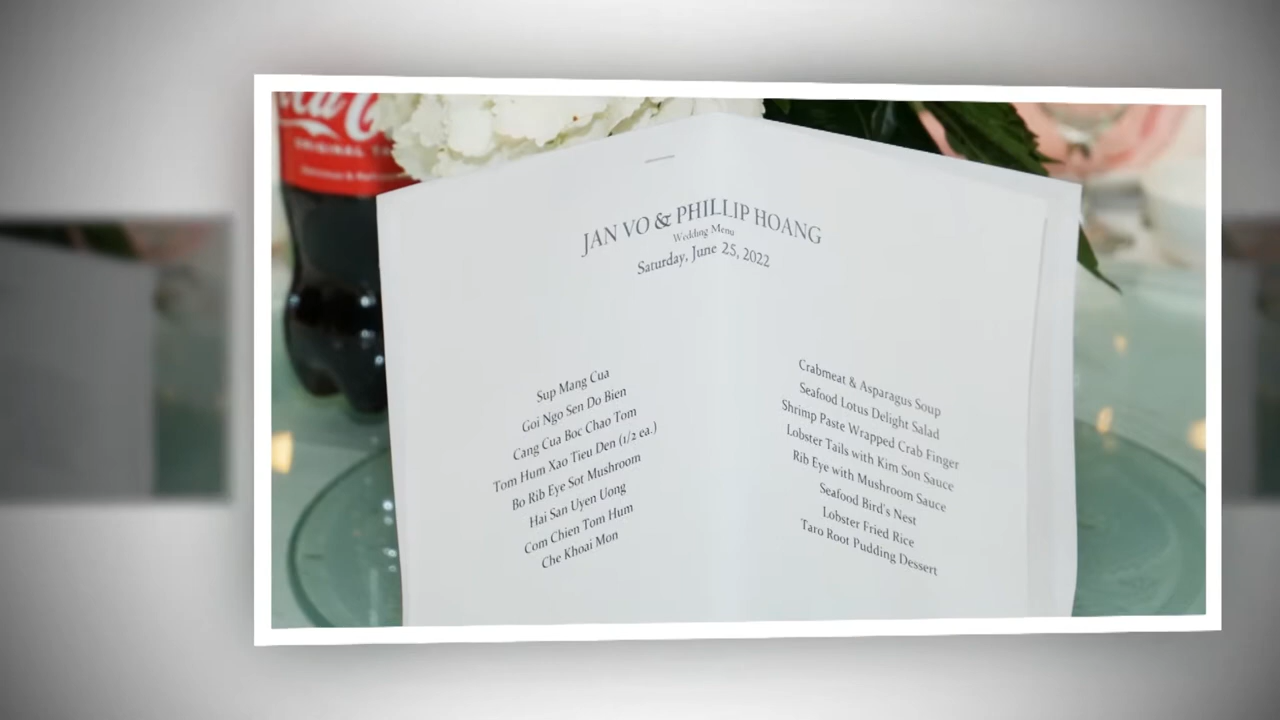 ORIGINAL
JAN VO & PHILLIP HOANG
Wedding Menu
Saturday, June 25, 2022
Sup Mang Cua
Goi Ngo Sen Do Bien
Cang Cua Boc Chao Tom
Tom Hum Xao Tieu Den (1/2 ea.)
Bo Rib Eye Sot Mushroom
Hai San Uyen Uong
Com Chien Tom Hum
Che Khoai Mon
Crabmeat & Asparagus Soup
Seafood Lotus Delight Salad
Shrimp Paste Wrapped Crab Finger
Lobster Tails with Kim Son Sauce
Rib Eye with Mushroom Sauce
Seafood Bird's Nest
Lobster Fried Rice
Taro Root Pudding Dessert